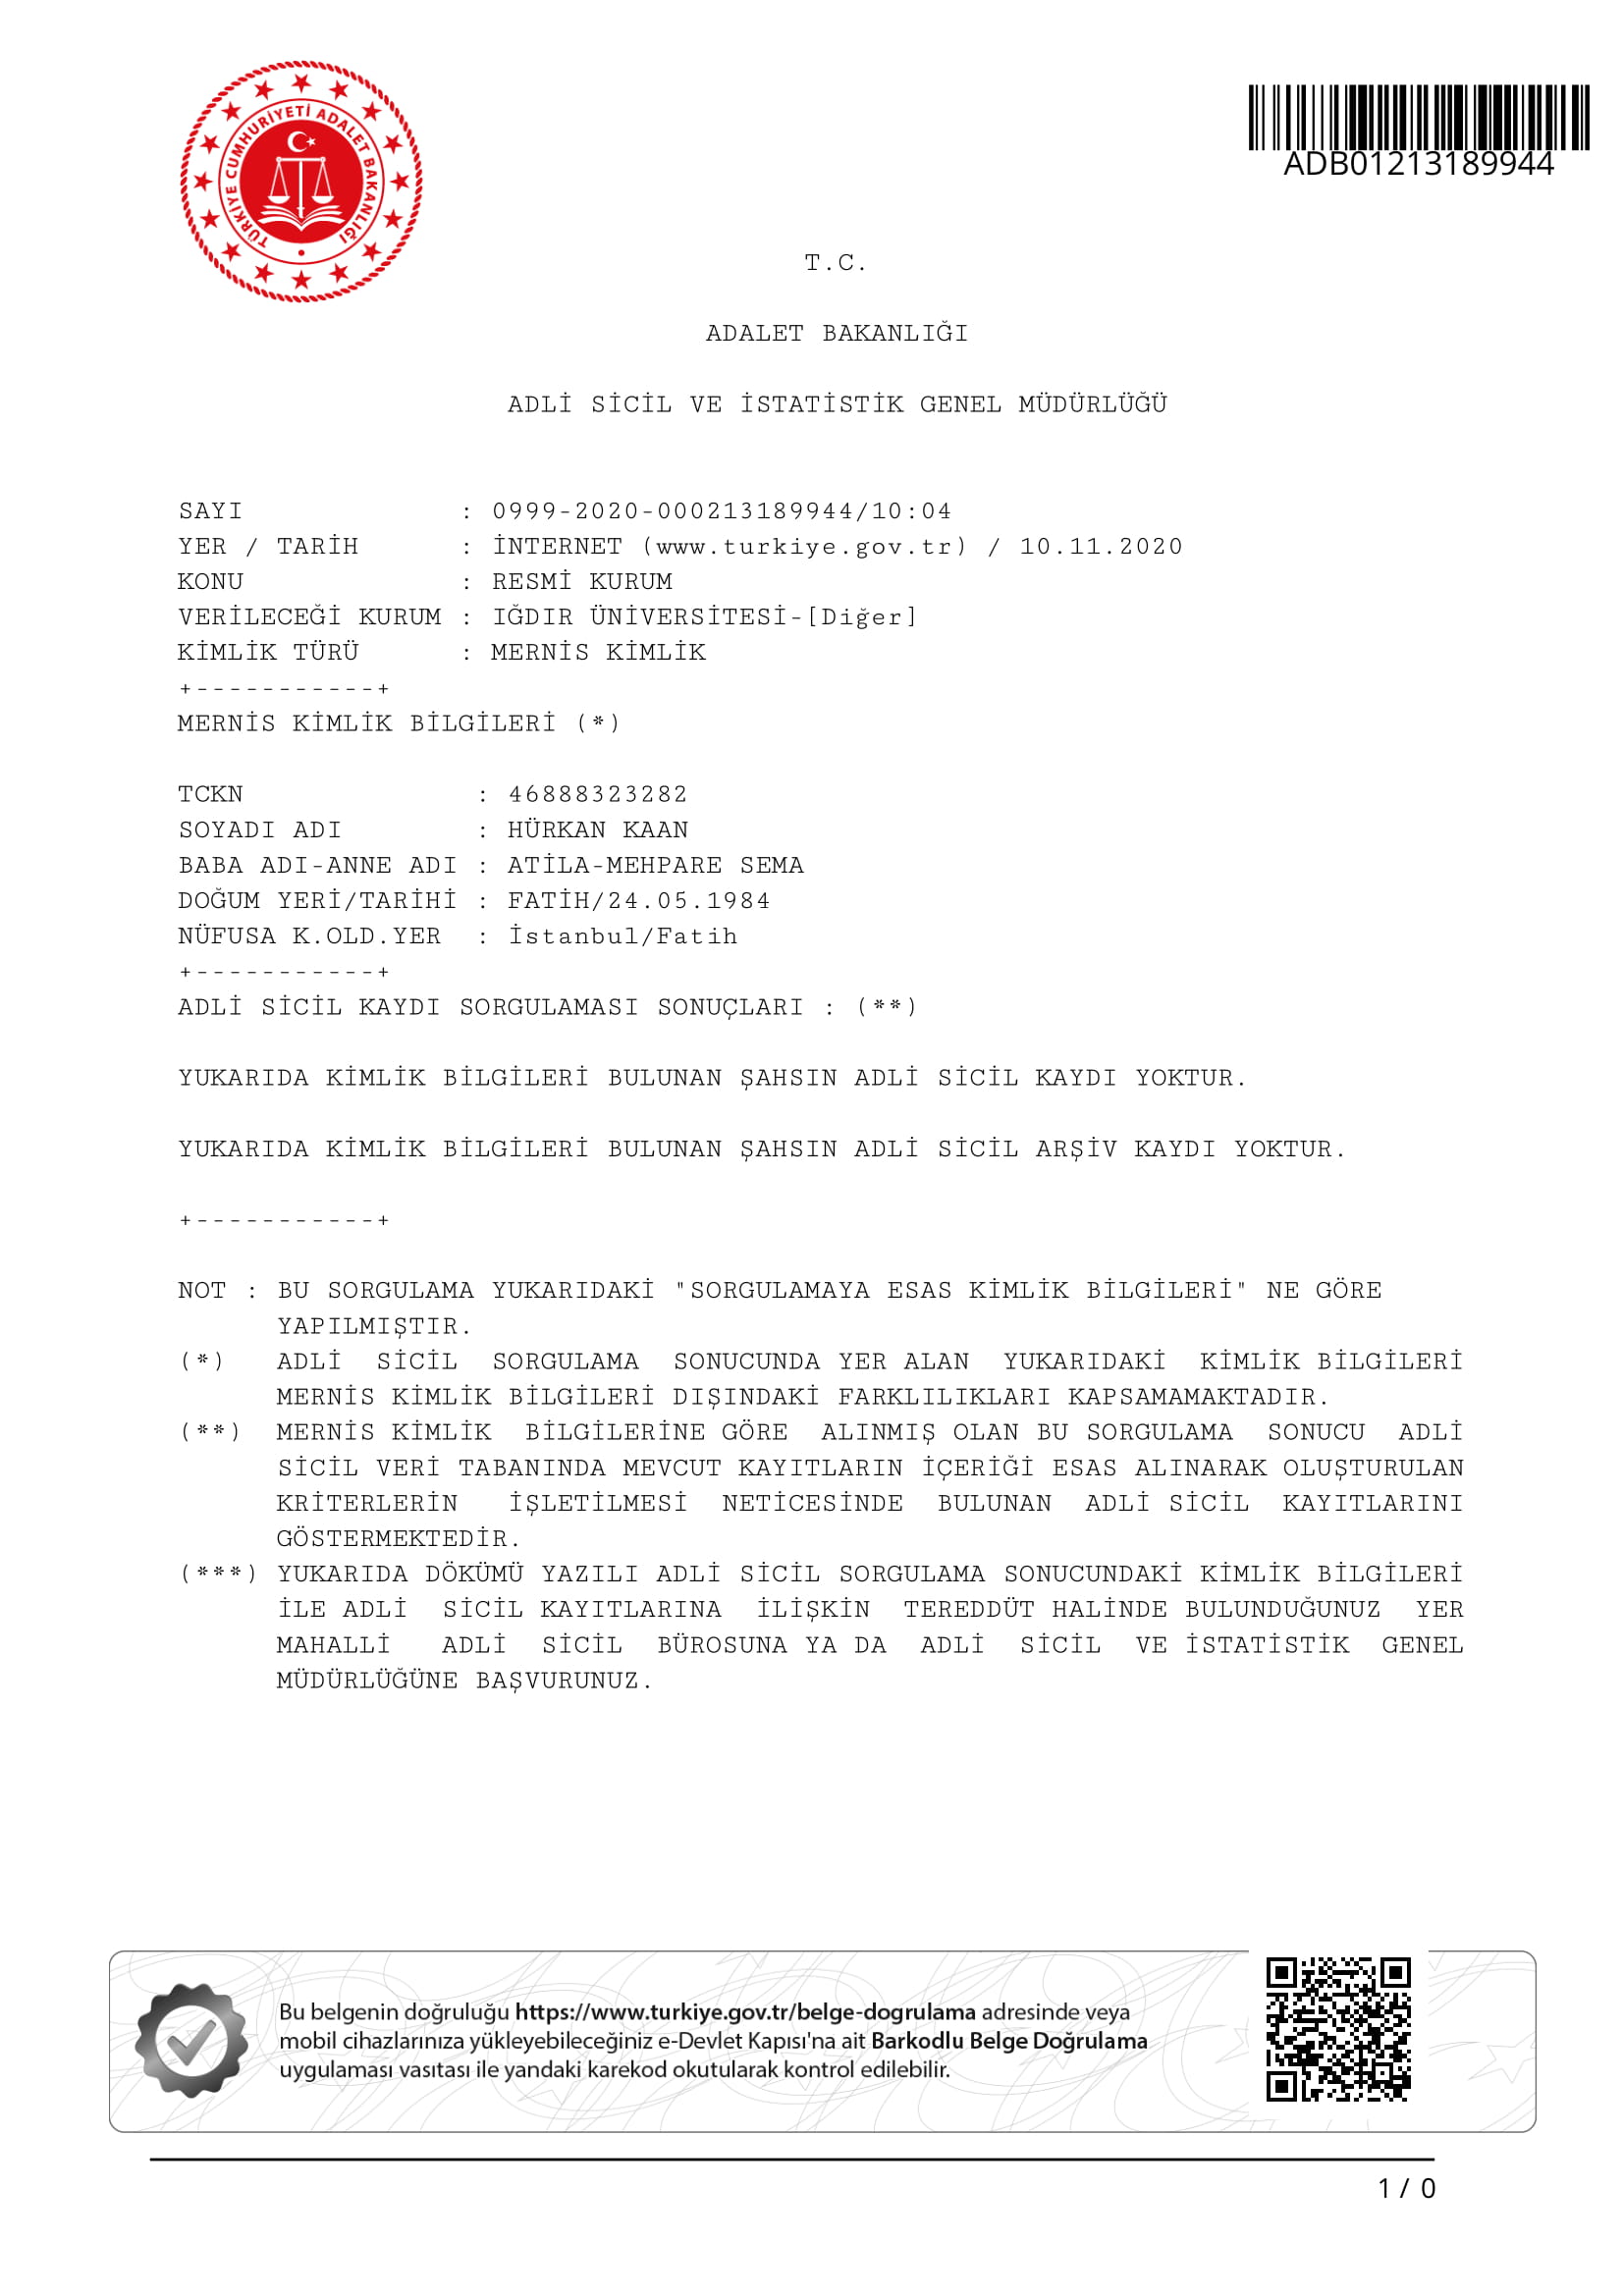 TÜRKİYE CUMHURİYETİ ADALET BAKANLIĞI
ADB01213189944
T.C.
ADALET BAKANLIĞI
ADLİ SİCİL VE İSTATİSTİK GENEL MÜDÜRLÜĞÜ
SAYI : 0999-2020-000213189944/10:04
YER / TARİH : İNTERNET (www.turkiye.gov.tr) / 10.11.2020
KONU : RESMİ KURUM
VERİLECEĞİ KURUM : IĞDIR ÜNİVERSİTESİ-[Diğer]
KİMLİK TÜRÜ : MERNİS KİMLİK
+-----------+
MERNİS KİMLİK BİLGİLERİ (*)
TCKN : 46888323282
SOYADI ADI : HÜRKAN KAAN
BABA ADI-ANNE ADI : ATİLA-MEHPARE SEMA
DOĞUM YERİ/TARİHİ : FATİH/24.05.1984
NÜFUSA K.OLD.YER : İstanbul/Fatih
+-----------+
ADLİ SİCİL KAYDI SORGULAMASI SONUÇLARI : (**)
YUKARIDA KİMLİK BİLGİLERİ BULUNAN ŞAHSIN ADLİ SİCİL KAYDI YOKTUR.
YUKARIDA KİMLİK BİLGİLERİ BULUNAN ŞAHSIN ADLİ SİCİL ARŞİV KAYDI YOKTUR.
+-----------+
NOT : BU SORGULAMA YUKARIDAKİ "SORGULAMAYA ESAS KİMLİK BİLGİLERİ" NE GÖRE
YAPILMIŞTIR.
(*) ADLİ SİCİL SORGULAMA SONUCUNDA YER ALAN YUKARIDAKİ KİMLİK BİLGİLERİ
MERNİS KİMLİK BİLGİLERİ DIŞINDAKİ FARKLILIKLARI KAPSAMAMAKTADIR.
(**) MERNİS KİMLİK BİLGİLERİNE GÖRE ALINMIŞ OLAN BU SORGULAMA SONUCU ADLİ
SİCİL VERİ TABANINDA MEVCUT KAYITLARIN İÇERİĞİ ESAS ALINARAK OLUŞTURULAN
KRİTERLERİN İŞLETİLMESİ NETİCESİNDE BULUNAN ADLİ SİCİL KAYITLARINI
GÖSTERMEKTEDİR.
(***) YUKARIDA DÖKÜMÜ YAZILI ADLİ SİCİL SORGULAMA SONUCUNDAKİ KİMLİK BİLGİLERİ
İLE ADLİ SİCİL KAYITLARINA İLİŞKİN TEREDDÜT HALİNDE BULUNDUĞUNUZ YER
MAHALLİ ADLİ SİCİL BÜROSUNA YA DA ADLİ SİCİL VE İSTATİSTİK GENEL
MÜDÜRLÜĞÜNE BAŞVURUNUZ.
Bu belgenin doğruluğu https://www.turkiye.gov.tr/belge-dogrulama adresinde veya
mobil cihazlarınıza yükleyebileceğiniz e-Devlet Kapısı'na ait Barkodlu Belge Doğrulama
uygulaması vasıtası ile yandaki karekod okutularak kontrol edilebilir.
1 / 0